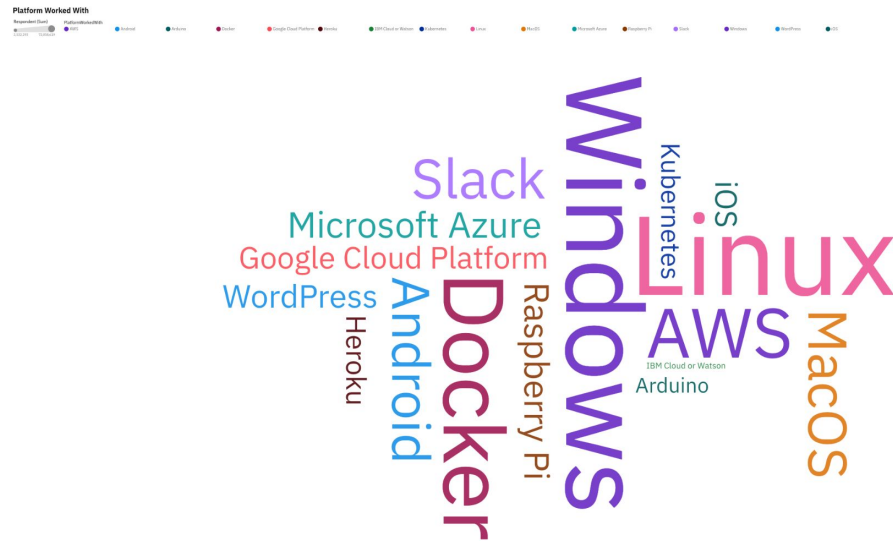 Platform Worked With
Respondent (Sum)
PlatformWorkedWith
AWS
Android
Arduino
Docker
Google Cloud Platform
Heroku
IBM Cloud or Watson
Kubernetes
Linux
MacOS
Microsoft Azure
Raspberry Pi
Slack
Windows
WordPress
iOS
Windows
Slack
Kubernetes
iOS
Microsoft Azure
Linux
Google Cloud Platform
WordPress
Android
Docker
Raspberry Pi
AWS
MacOS
Heroku
IBM Cloud or Watson
Arduino